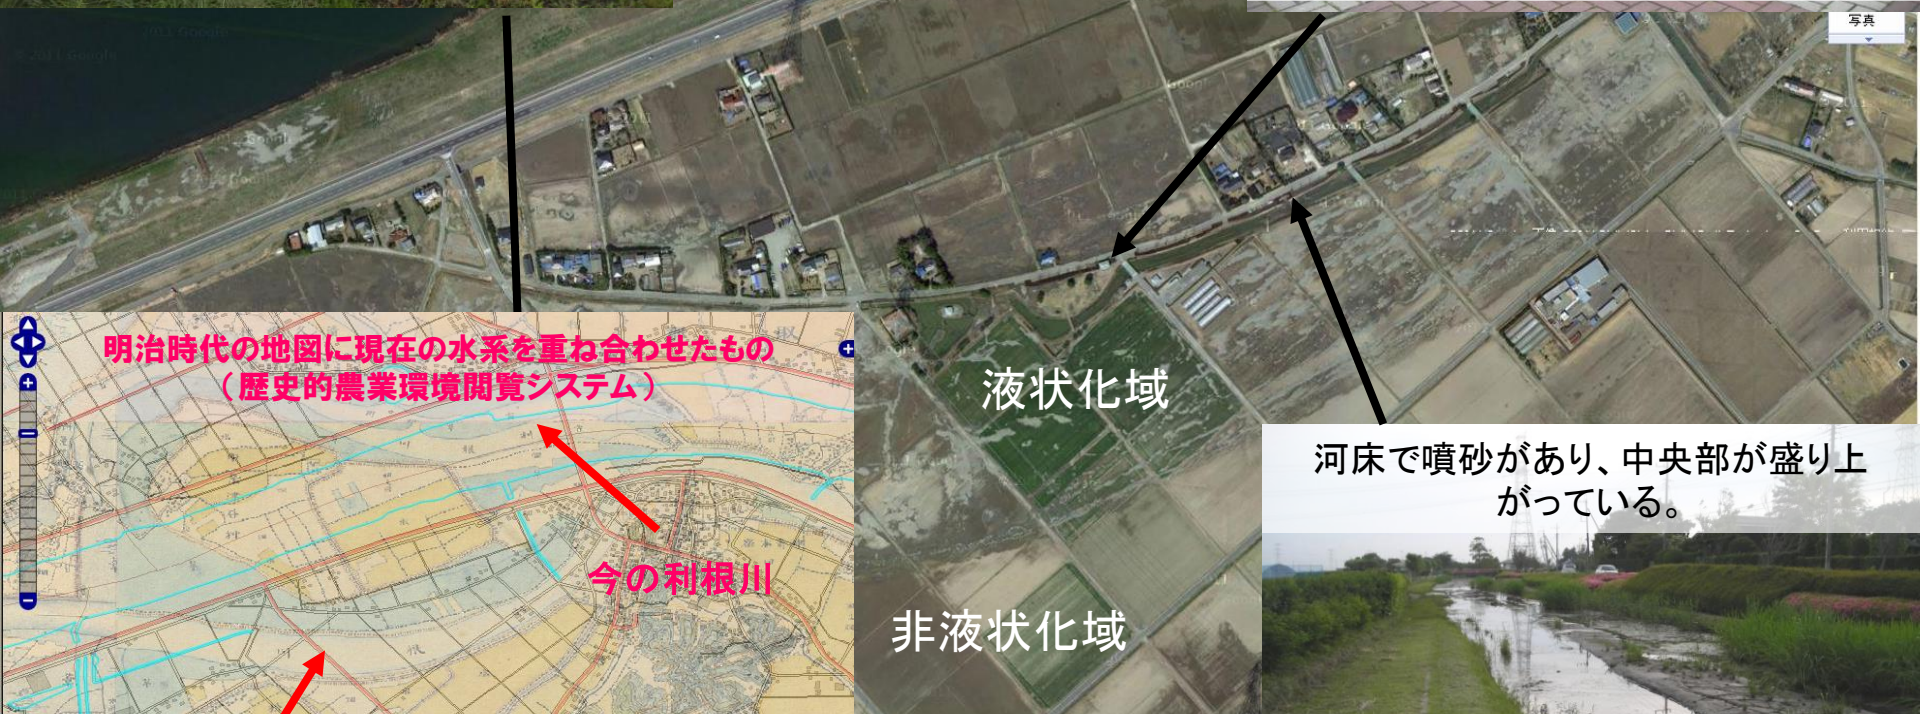 写真
明治時代の地図に現在の水系を重ね合わせたもの
（歴史的農業環境閲覧システム）
液状化域
河床で噴砂があり、中央部が盛り上
がっている。
今の利根川
非液状化域